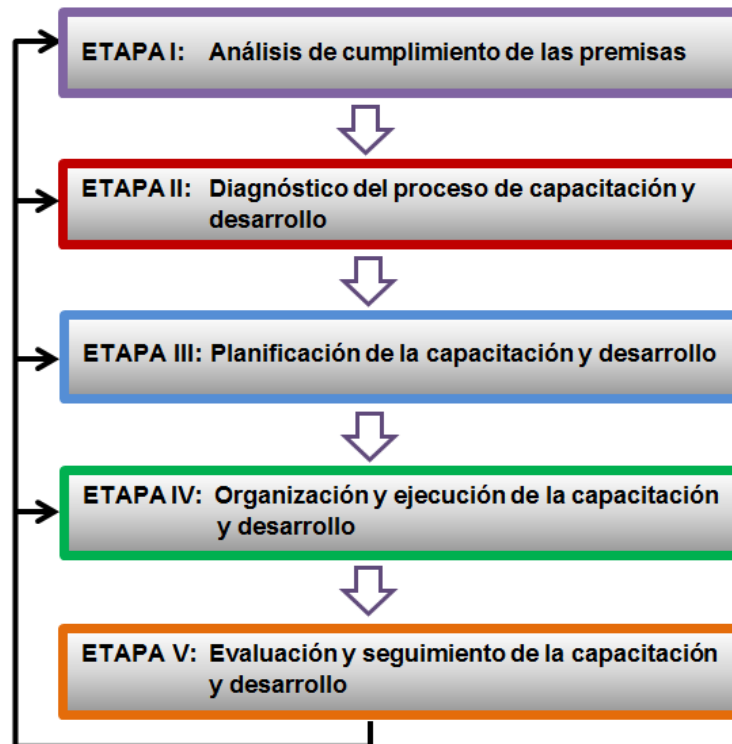 ETAPA I: Análisis de cumplimiento de las premisas
ETAPA II: Diagnóstico del proceso de capacitación y
desarrollo
ETAPA III: Planificación de la capacitación y desarrollo
ETAPA IV: Organización y ejecución de la capacitación
y desarrollo
ETAPA V: Evaluación y seguimiento de la capacitación
y desarrollo